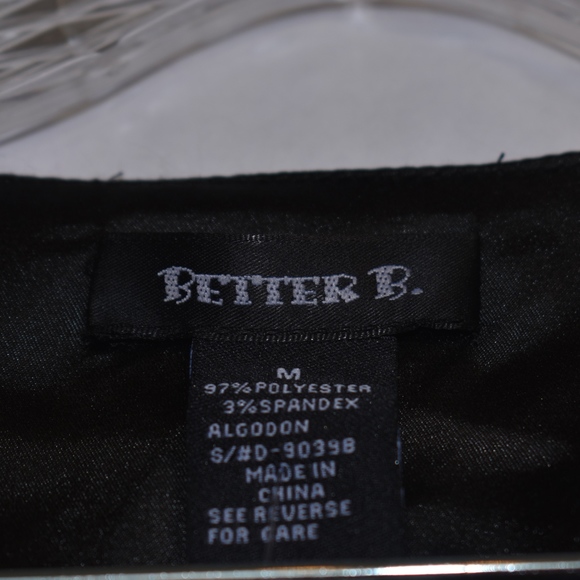 BETTER B.
M
97%POLYESTER
3%SPANDEX
ALGODON
S/#D-9039B
MADE IN
CHINA
SEE REVERSE
FOR CARE